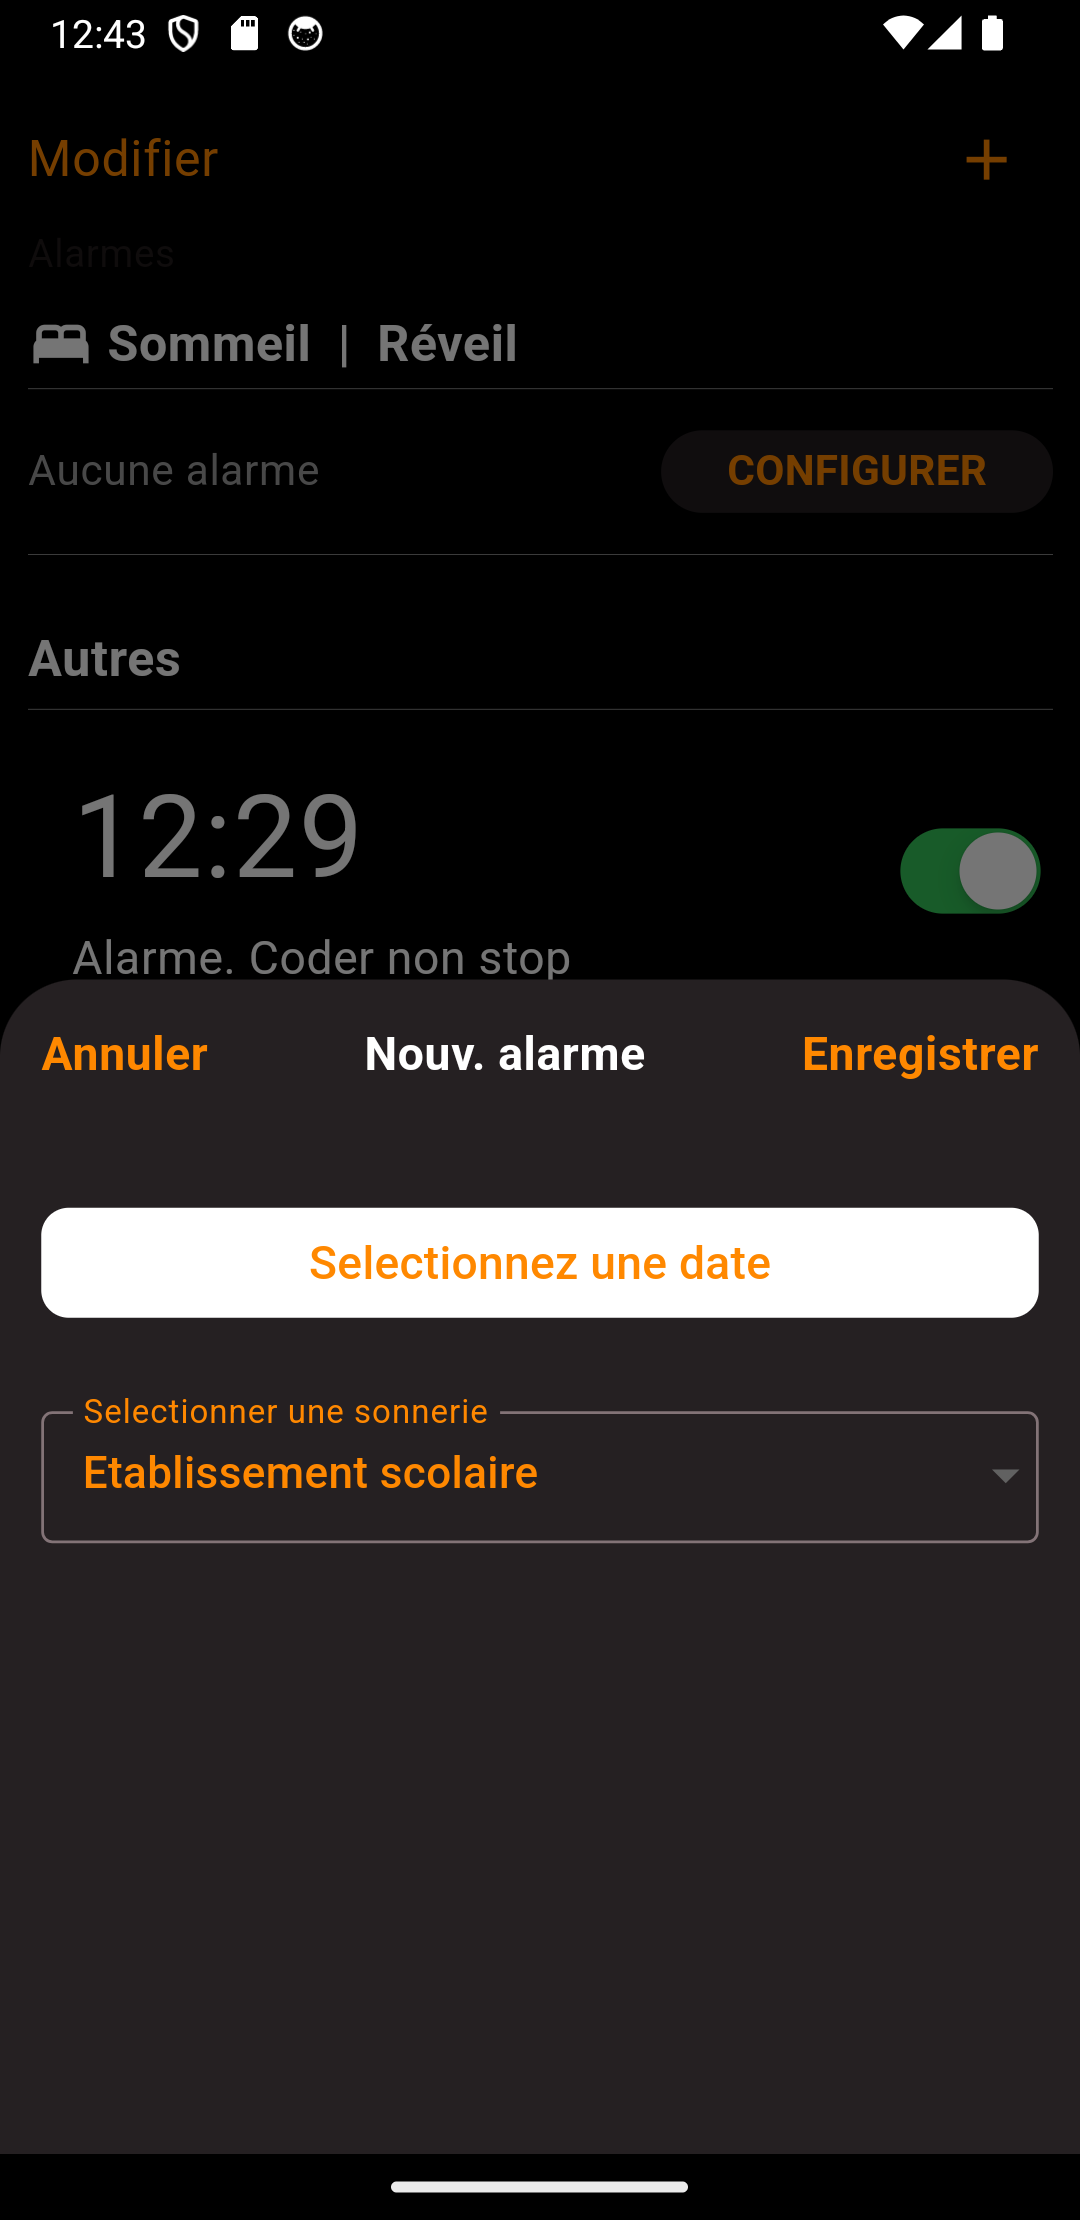 12:43
Modifier
+
Alarmes
Sommeil | Réveil
Aucune alarme
CONFIGURER
Autres
12:29
Alarme. Coder non stop
Annuler
Nouv. alarme
Enregistrer
Selectionnez une date
Selectionner une sonnerie
Etablissement scolaire